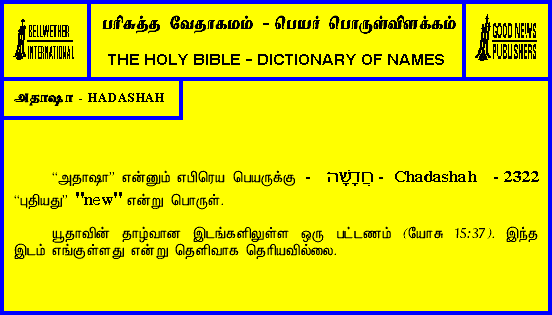 BELLWETHER
INTERNATIONAL
பரிசுத்த வேதாகமம் - பெயர் பொருள்விளக்கம்
THE HOLY BIBLE - DICTIONARY OF NAMES
GOOD NEWS
PUBLISHERS
அதாஷா - HADASHAH
“அதாஷா” என்னும் எபிரெய பெயருக்கு - חֲדָשָׁה - Chadashah - 2322
“புதியது” "new" என்று பொருள்.
யூதாவின் தாழ்வான இடங்களிலுள்ள ஒரு பட்டணம் (யோசு 15:37). இந்த
இடம் எங்குள்ளது என்று தெளிவாக தெரியவில்லை.